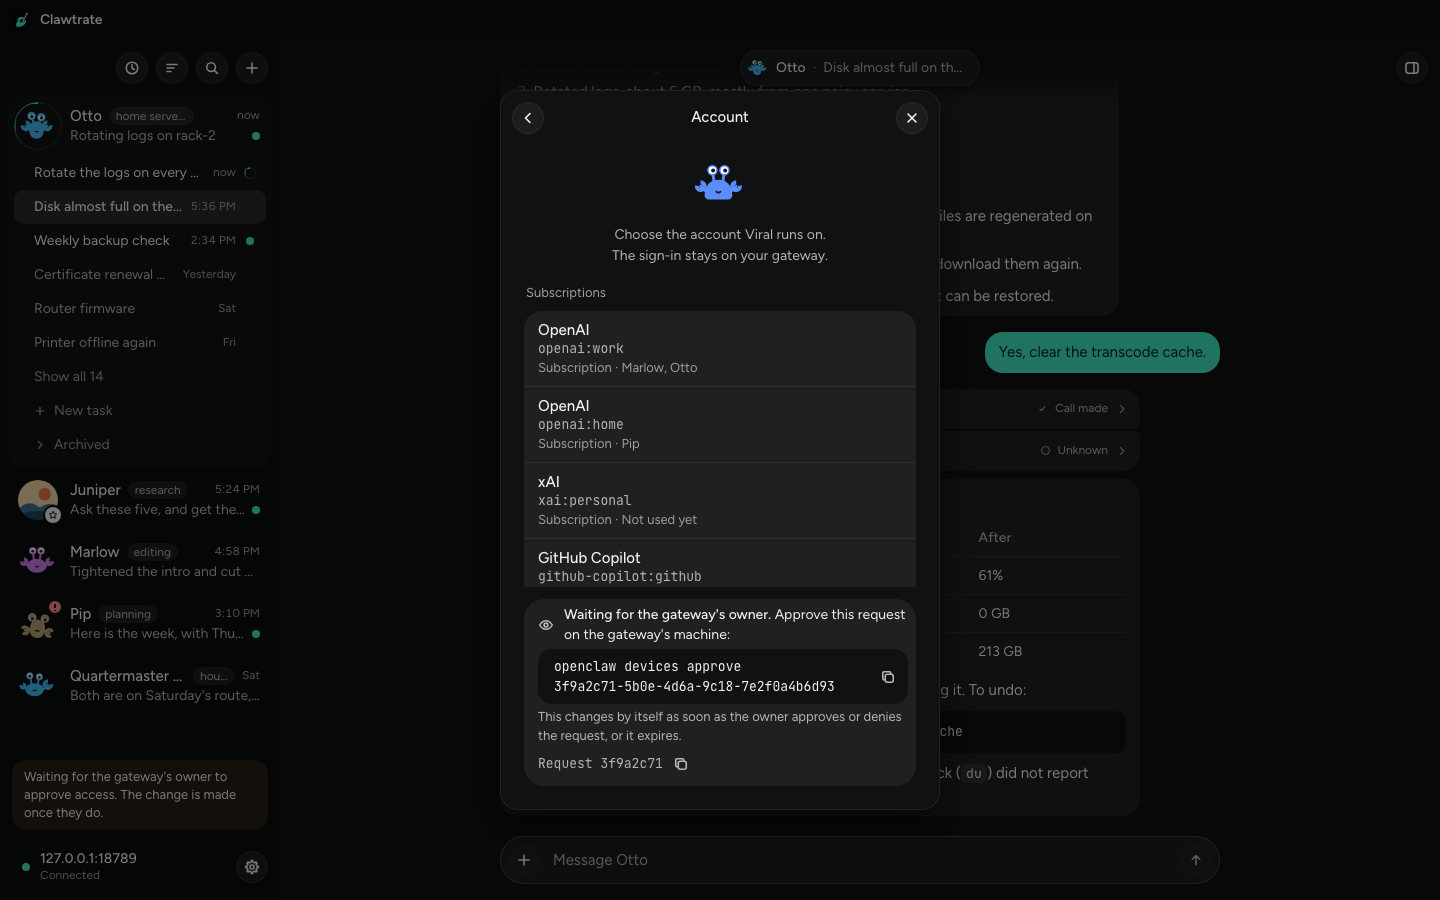 Clawtrate
Otto · Disk almost full on th...
Otto home serve... now
Rotating logs on rack-2
Rotate the logs on every ... now
Disk almost full on the... 5:36 PM
Weekly backup check 2:34 PM
Certificate renewal ... Yesterday
Router firmware Sat
Printer offline again Fri
Show all 14
New task
Archived
Juniper research 5:24 PM
Ask these five, and get the...
Marlow editing 4:58 PM
Tightened the intro and cut ...
Pip planning 3:10 PM
Here is the week, with Thu...
Quartermaster ... hou... Sat
Both are on Saturday's route,...
Waiting for the gateway's owner to
approve access. The change is made
once they do.
127.0.0.1:18789
Connected
Account
Choose the account Viral runs on.
The sign-in stays on your gateway.
Subscriptions
OpenAI
openai:work
Subscription · Marlow, Otto
OpenAI
openai:home
Subscription · Pip
xAI
xai:personal
Subscription · Not used yet
GitHub Copilot
github-copilot:github
Waiting for the gateway's owner. Approve this request
on the gateway's machine:
openclaw devices approve
3f9a2c71-5b0e-4d6a-9c18-7e2f0a4b6d93
This changes by itself as soon as the owner approves or denies
the request, or it expires.
Request 3f9a2c71
are regenerated on
download them again.
can be restored.
Yes, clear the transcode cache.
Call made
Unknown
After
61%
0 GB
213 GB
it. To undo:
(du) did not report
Message Otto